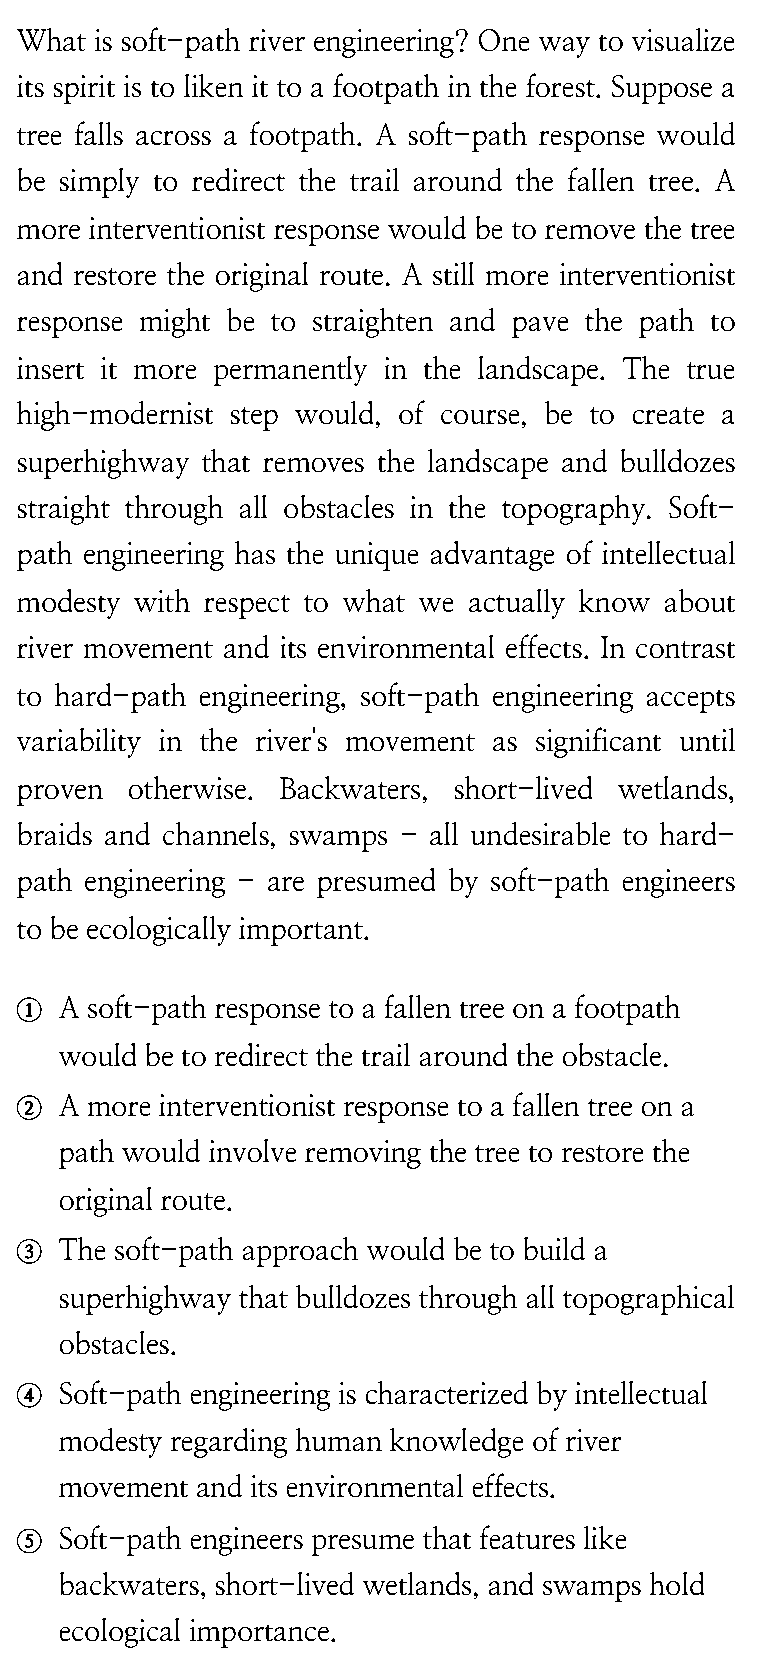 What is soft-path river engineering? One way to visualize
its spirit is to liken it to a footpath in the forest. Suppose a
tree falls across a footpath. A soft-path response would
be simply to redirect the trail around the fallen tree. A
more interventionist response would be to remove the tree
and restore the original route. A still more interventionist
response might be to straighten and pave the path to
insert it more permanently in the landscape. The true
high-modernist step would, of course, be to create a
superhighway that removes the landscape and bulldozes
straight through all obstacles in the topography. Soft-
path engineering has the unique advantage of intellectual
modesty with respect to what we actually know about
river movement and its environmental effects. In contrast
to hard-path engineering, soft-path engineering accepts
variability in the river's movement as significant until
proven otherwise. Backwaters, short-lived wetlands,
braids and channels, swamps - all undesirable to hard-
path engineering - are presumed by soft-path engineers
to be ecologically important.
① A soft-path response to a fallen tree on a footpath
would be to redirect the trail around the obstacle.
② A more interventionist response to a fallen tree on a
path would involve removing the tree to restore the
original route.
③ The soft-path approach would be to build a
superhighway that bulldozes through all topographical
obstacles.
④ Soft-path engineering is characterized by intellectual
modesty regarding human knowledge of river
movement and its environmental effects.
⑤ Soft-path engineers presume that features like
backwaters, short-lived wetlands, and swamps hold
ecological importance.